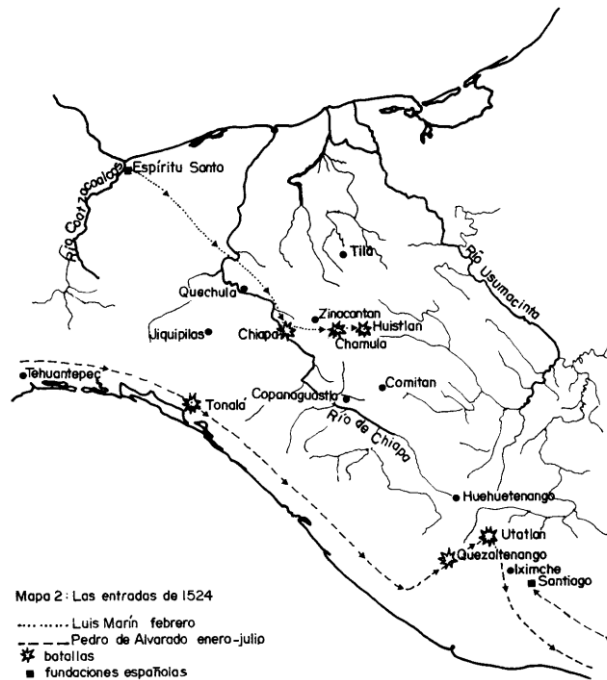 Espíritu Santo
Río Coatzacoalcos
Tila
Río Usumacinta
Quechula
Zinacantan
Jiquipilas
Chiapa
Huistlan
Chamula
Tehuantepec
Comitan
Copanaguastla
Tonalá
Río de Chiapa
Huehuetenango
Utatlan
Quezaltenango
Iximche
Santiago
Mapa 2: Las entradas de 1524
Luis Marín febrero
Pedro de Alvarado enero-julio
batallas
fundaciones españolas